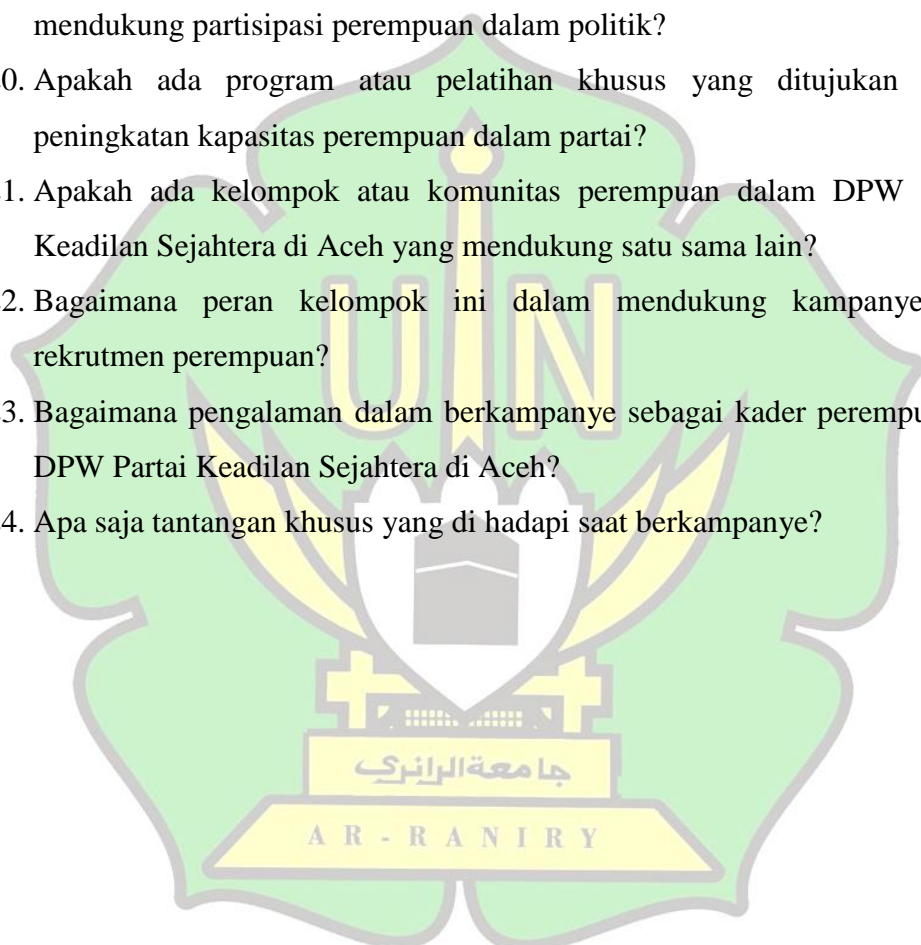 mendukung partisipasi perempuan dalam politik?
0. Apakah ada program atau pelatihan khusus yang ditujukan
peningkatan kapasitas perempuan dalam partai?
1. Apakah ada kelompok atau komunitas perempuan dalam DPW
Keadilan Sejahtera di Aceh yang mendukung satu sama lain?
2. Bagaimana peran kelompok ini dalam mendukung kampanye
rekrutmen perempuan?
3. Bagaimana pengalaman dalam berkampanye sebagai kader perempu
DPW Partai Keadilan Sejahtera di Aceh?
4. Apa saja tantangan khusus yang di hadapi saat berkampanye?
UIN
جامعةالرانري
AR-RANIRY